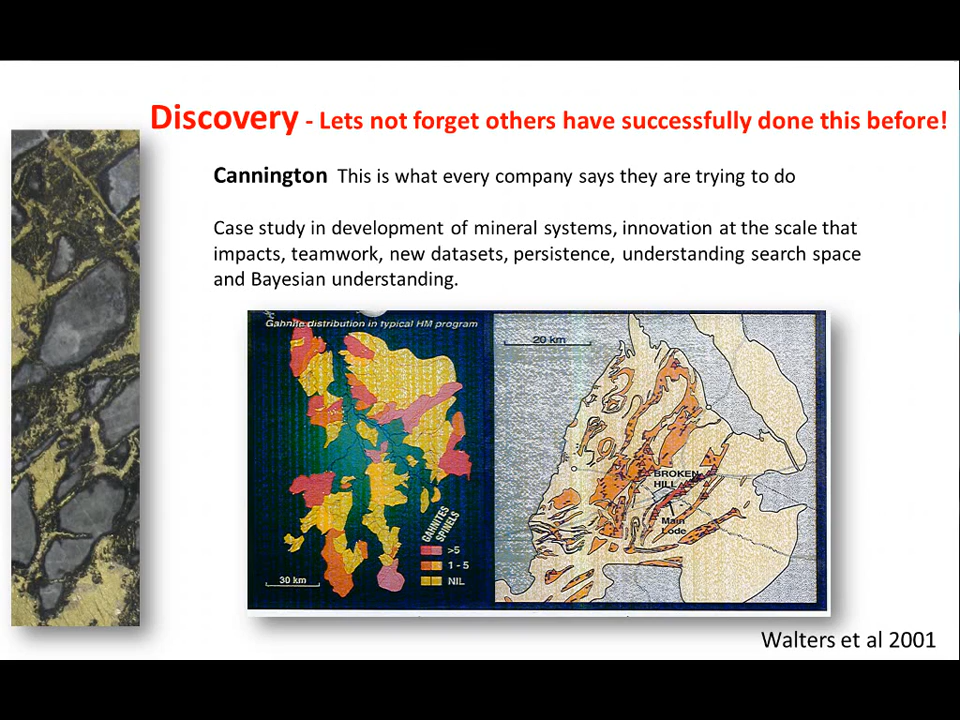 Discovery - Lets not forget others have successfully done this before!
Cannington This is what every company says they are trying to do
Case study in development of mineral systems, innovation at the scale that
impacts, teamwork, new datasets, persistence, understanding search space
and Bayesian understanding.
Gahnite distribution in typical HM program
20 km
BROKEN
HILL
Main
Lode
GAHNITES
SPINELS
>5
1 - 5
NIL
30 km
Walters et al 2001